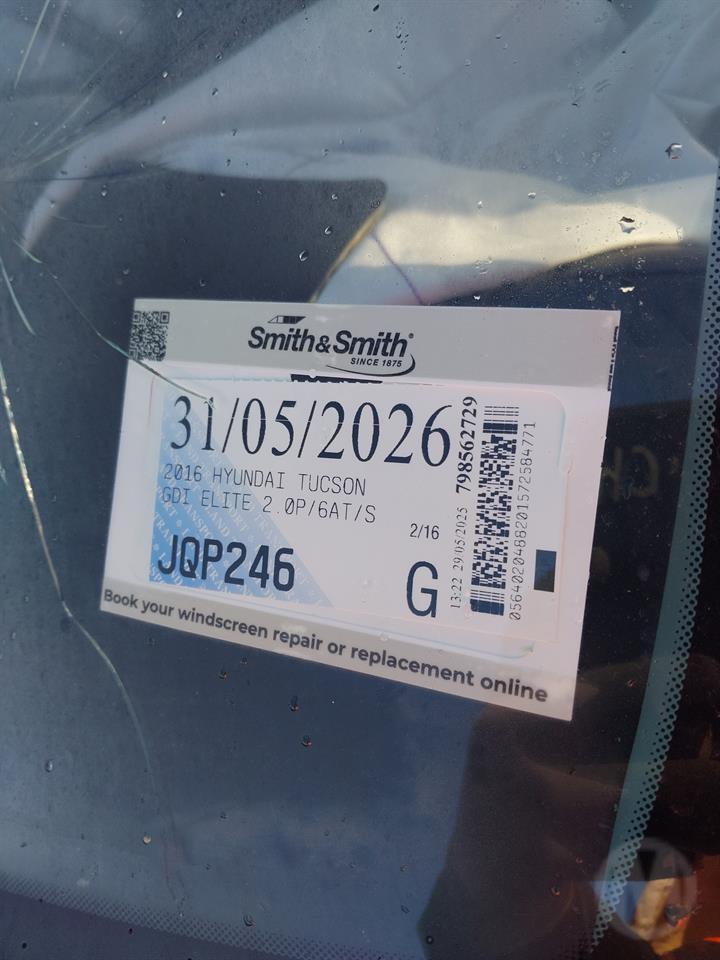 Smith&Smith®
SINCE 1875
31/05/2026
2016 HYUNDAI TUCSON
GDI ELITE 2.0P/6AT/S
2/16
JQP246
G
13:22 29/05/2025 798562729
0564020488201572584771
Book your windscreen repair or replacement online